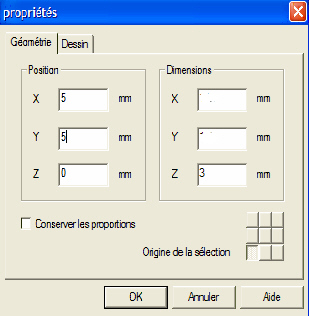 propriétés
Géométrie Dessin
Position Dimensions
X 5 mm X mm
Y 5 mm Y mm
Z 0 mm Z 3 mm
Conserver les proportions
Origine de la sélection
OK Annuler Aide